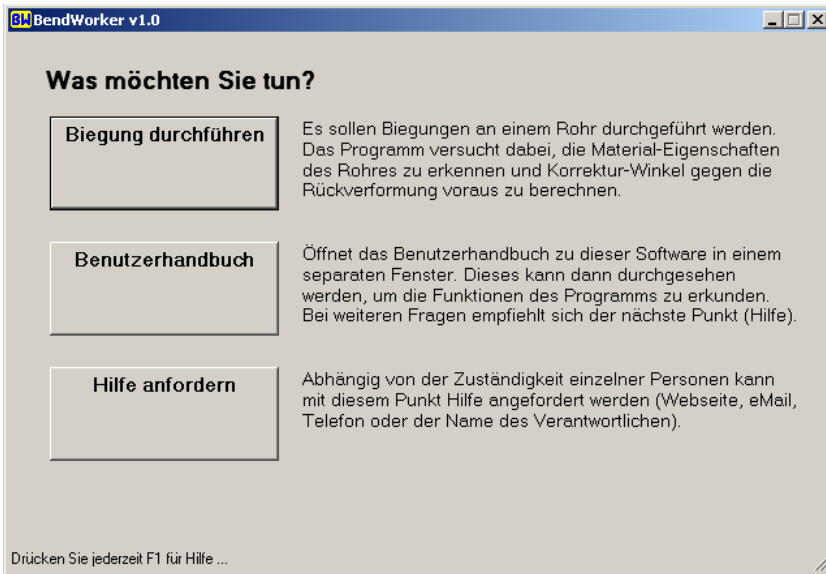 BW BendWorker v1.0
Was möchten Sie tun?
Biegung durchführen
Es sollen Biegungen an einem Rohr durchgeführt werden.
Das Programm versucht dabei, die Material-Eigenschaften
des Rohres zu erkennen und Korrektur-Winkel gegen die
Rückverformung voraus zu berechnen.
Benutzerhandbuch
Öffnet das Benutzerhandbuch zu dieser Software in einem
separaten Fenster. Dieses kann dann durchgesehen
werden, um die Funktionen des Programms zu erkunden.
Bei weiteren Fragen empfiehlt sich der nächste Punkt (Hilfe).
Hilfe anfordern
Abhängig von der Zuständigkeit einzelner Personen kann
mit diesem Punkt Hilfe angefordert werden (Webseite, eMail,
Telefon oder der Name des Verantwortlichen).
Drücken Sie jederzeit F1 für Hilfe ...